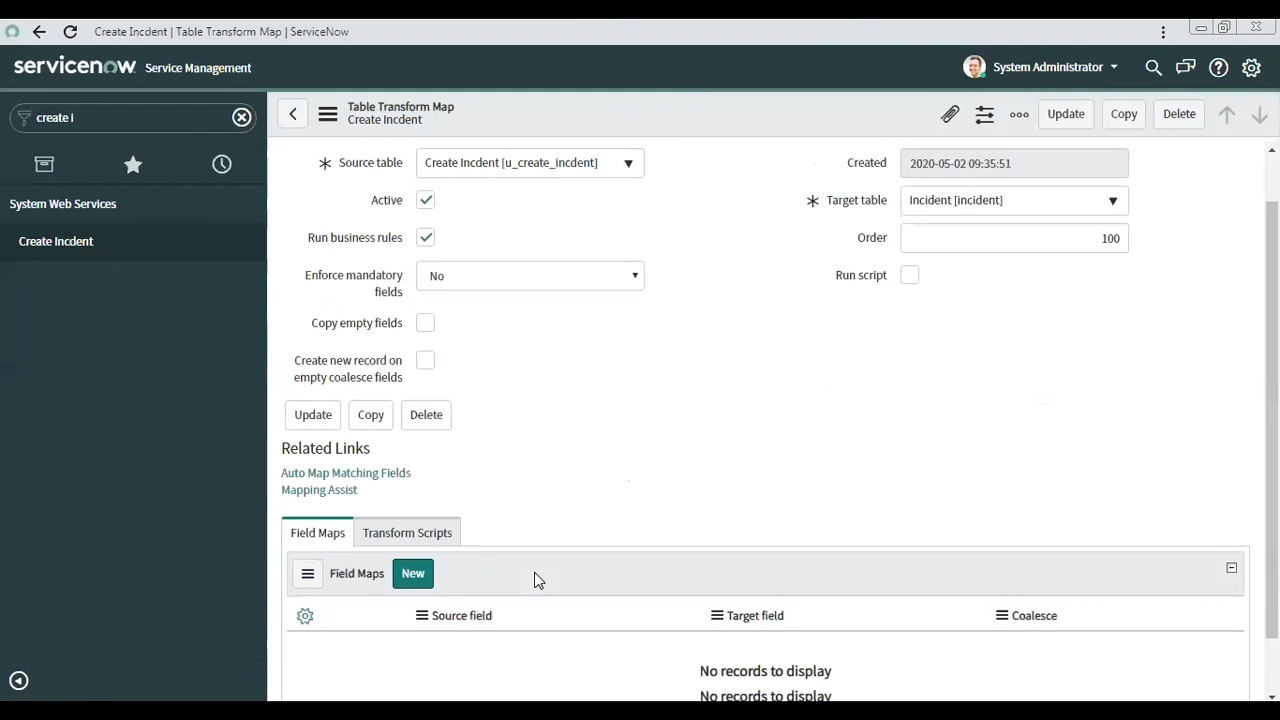 Create Incdent | Table Transform Map | ServiceNow
servicenow Service Management
System Administrator
create i
System Web Services
Create Incdent
Table Transform Map
Create Incdent
Update Copy Delete
Source table Create Incdent [u_create_incdent]
Created 2020-05-02 09:35:51
Active
Target table Incident [incident]
Run business rules
Order 100
Enforce mandatory fields No
Run script
Copy empty fields
Create new record on
empty coalesce fields
Update Copy Delete
Related Links
Auto Map Matching Fields
Mapping Assist
Field Maps Transform Scripts
Field Maps New
Source field Target field Coalesce
No records to display
No records to display